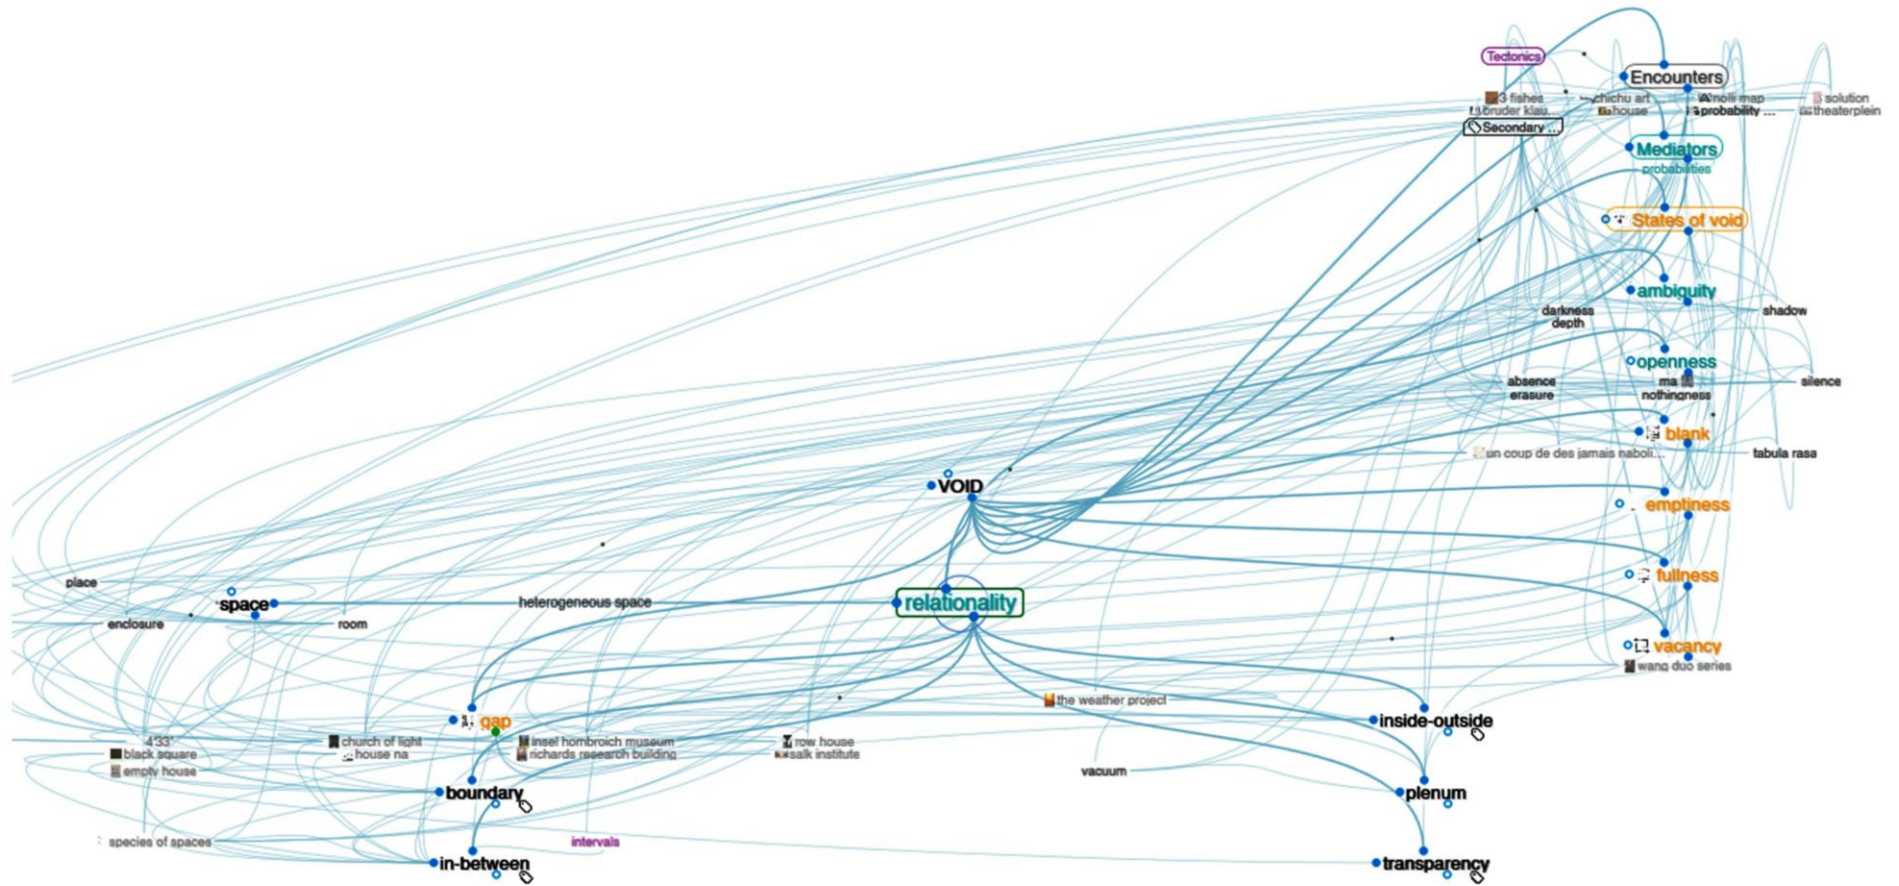 Tectonics
Encounters
3 fishes
chichu art
nolli map
solution
bruder klau...
house
probability ...
theaterplein
Secondary ...
Mediators
probabilities
States of void
ambiguity
darkness
shadow
depth
openness
absence
ma
silence
erasure
nothingness
blank
un coup de des jamais naboli...
tabula rasa
VOID
emptiness
fullness
place
space
heterogeneous space
relationality
enclosure
room
vacancy
wang duo series
the weather project
gap
inside-outside
4'33"
church of light
insel hombroich museum
row house
black square
house na
richards research building
salk institute
empty house
vacuum
boundary
plenum
species of spaces
intervals
in-between
transparency